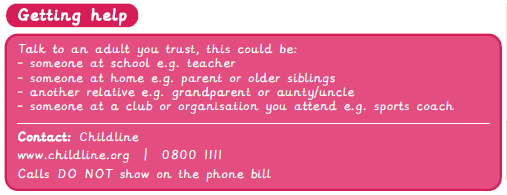 Getting help
Talk to an adult you trust, this could be:
- someone at school e.g. teacher
- someone at home e.g. parent or older siblings
- another relative e.g. grandparent or aunty/uncle
- someone at a club or organisation you attend e.g. sports coach
Contact: Childline
www.childline.org | 0800 1111
Calls DO NOT show on the phone bill